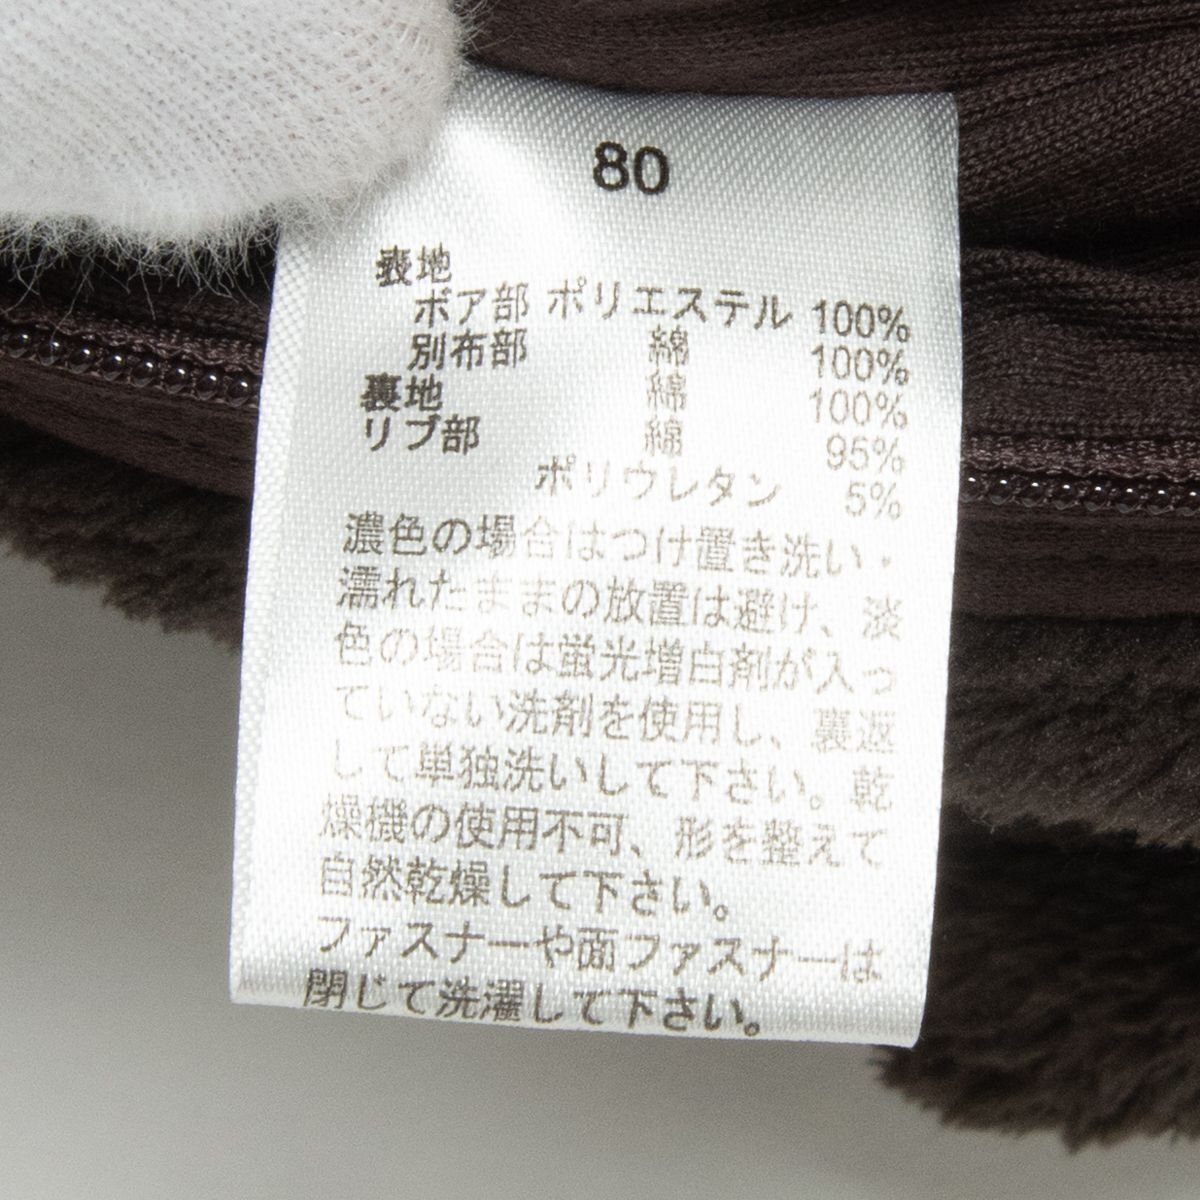 80
表地
ボア部 ポリエステル 100%
別布部 綿 100%
裏地 綿 100%
リブ部 綿 95%
ポリウレタン 5%
濃色の場合はつけ置き洗い・
濡れたままの放置は避け、淡
色の場合は蛍光増白剤が入っ
ていない洗剤を使用し、裏返
して単独洗いして下さい。乾
燥機の使用不可、形を整えて
自然乾燥して下さい。
ファスナーや面ファスナーは
閉じて洗濯して下さい。